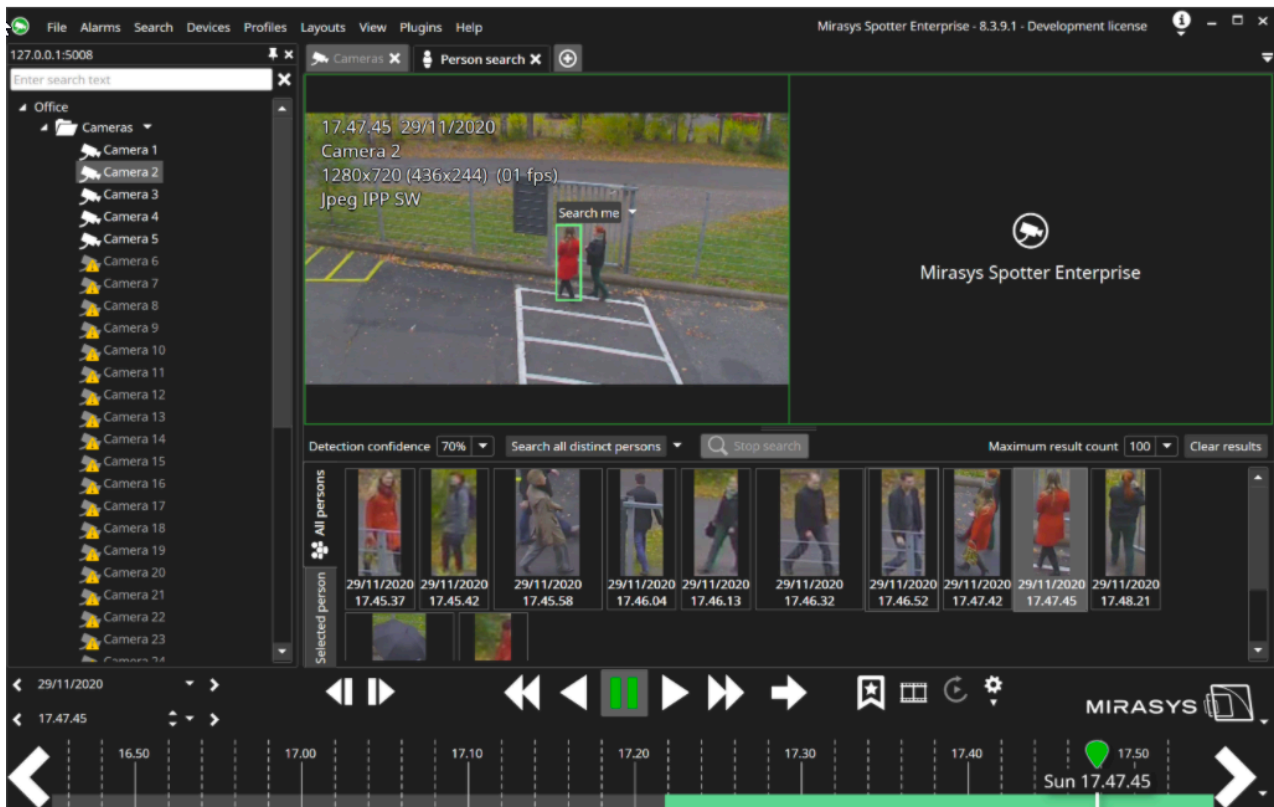 File Alarms Search Devices Profiles Layouts View Plugins Help
Mirasys Spotter Enterprise - 8.3.9.1 - Development license
127.0.0.1:5008
Cameras
Person search
Enter search text
Office
Cameras
Camera 1
Camera 2
Camera 3
Camera 4
Camera 5
Camera 6
Camera 7
Camera 8
Camera 9
Camera 10
Camera 11
Camera 12
Camera 13
Camera 14
Camera 15
Camera 16
Camera 17
Camera 18
Camera 19
Camera 20
Camera 21
Camera 22
Camera 23
Camera 24
17.47.45 29/11/2020
Camera 2
1280x720 (436x244) (01 fps)
Jpeg IPP SW
Search me
Mirasys Spotter Enterprise
Detection confidence 70% Search all distinct persons Stop search Maximum result count 100 Clear results
All persons
Selected person
29/11/2020 29/11/2020 29/11/2020 29/11/2020 29/11/2020 29/11/2020 29/11/2020 29/11/2020 29/11/2020 29/11/2020
17.45.37 17.45.42 17.45.58 17.46.04 17.46.13 17.46.32 17.46.52 17.47.42 17.47.45 17.48.21
29/11/2020
17.47.45
MIRASYS
16.50 17.00 17.10 17.20 17.30 17.40 17.50
Sun 17.47.45